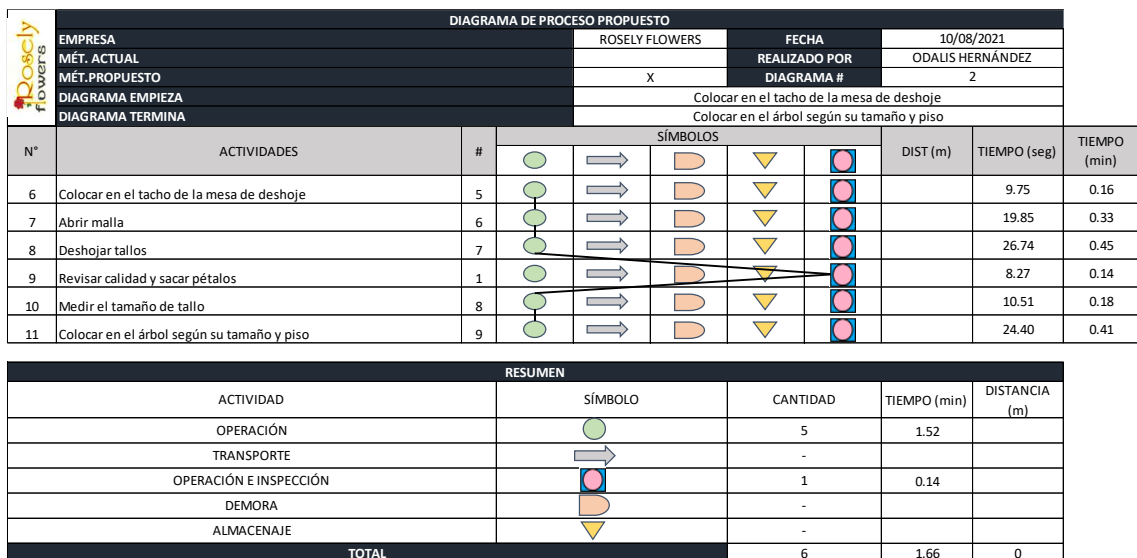 Rosely flowers
DIAGRAMA DE PROCESO PROPUESTO
EMPRESA ROSELY FLOWERS FECHA 10/08/2021
MÉT. ACTUAL REALIZADO POR ODALIS HERNÁNDEZ
MÉT.PROPUESTO X DIAGRAMA # 2
DIAGRAMA EMPIEZA Colocar en el tacho de la mesa de deshoje
DIAGRAMA TERMINA Colocar en el árbol según su tamaño y piso
N° ACTIVIDADES # SÍMBOLOS DIST (m) TIEMPO (seg) TIEMPO (min)
6 Colocar en el tacho de la mesa de deshoje 5 9.75 0.16
7 Abrir malla 6 19.85 0.33
8 Deshojar tallos 7 26.74 0.45
9 Revisar calidad y sacar pétalos 1 8.27 0.14
10 Medir el tamaño de tallo 8 10.51 0.18
11 Colocar en el árbol según su tamaño y piso 9 24.40 0.41
RESUMEN
ACTIVIDAD SÍMBOLO CANTIDAD TIEMPO (min) DISTANCIA (m)
OPERACIÓN 5 1.52
TRANSPORTE -
OPERACIÓN E INSPECCIÓN 1 0.14
DEMORA -
ALMACENAJE -
TOTAL 6 1.66 0